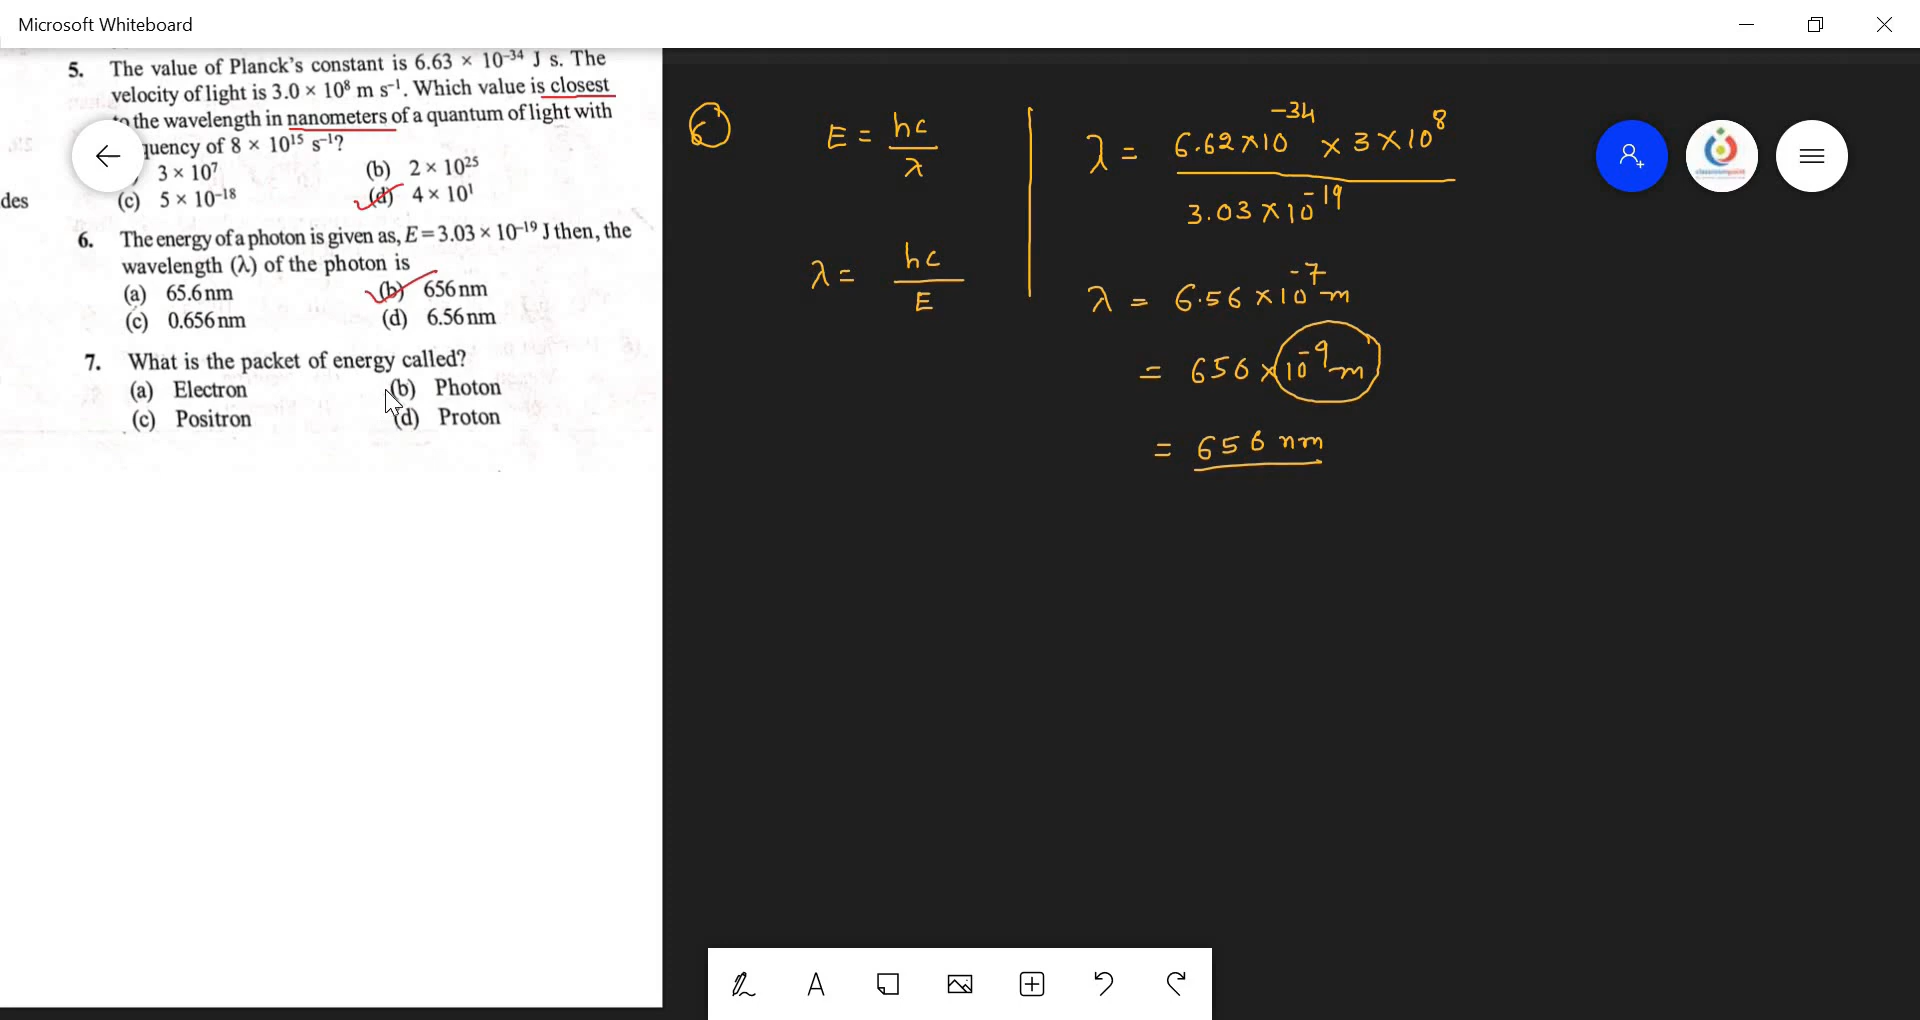 Microsoft Whiteboard
5. The value of Planck's constant is 6.63 × 10⁻³⁴ J s. The
velocity of light is 3.0 × 10⁸ m s⁻¹. Which value is closest
the wavelength in nanometers of a quantum of light with
quency of 8 × 10¹⁵ s⁻¹?
3 × 10⁷ (b) 2 × 10²⁵
(c) 5 × 10⁻¹⁸ (d) 4 × 10¹
des
6. The energy of a photon is given as, E = 3.03 × 10⁻¹⁹ J then, the
wavelength (λ) of the photon is
(a) 65.6 nm (b) 656 nm
(c) 0.656 nm (d) 6.56 nm
7. What is the packet of energy called?
(a) Electron (b) Photon
(c) Positron (d) Proton
6
E = hc / λ
λ = hc / E
λ = 6.62 × 10⁻³⁴ × 3 × 10⁸ / 3.03 × 10⁻¹⁹
λ = 6.56 × 10⁻⁷ m
= 656 × 10⁻⁹ m
= 656 nm